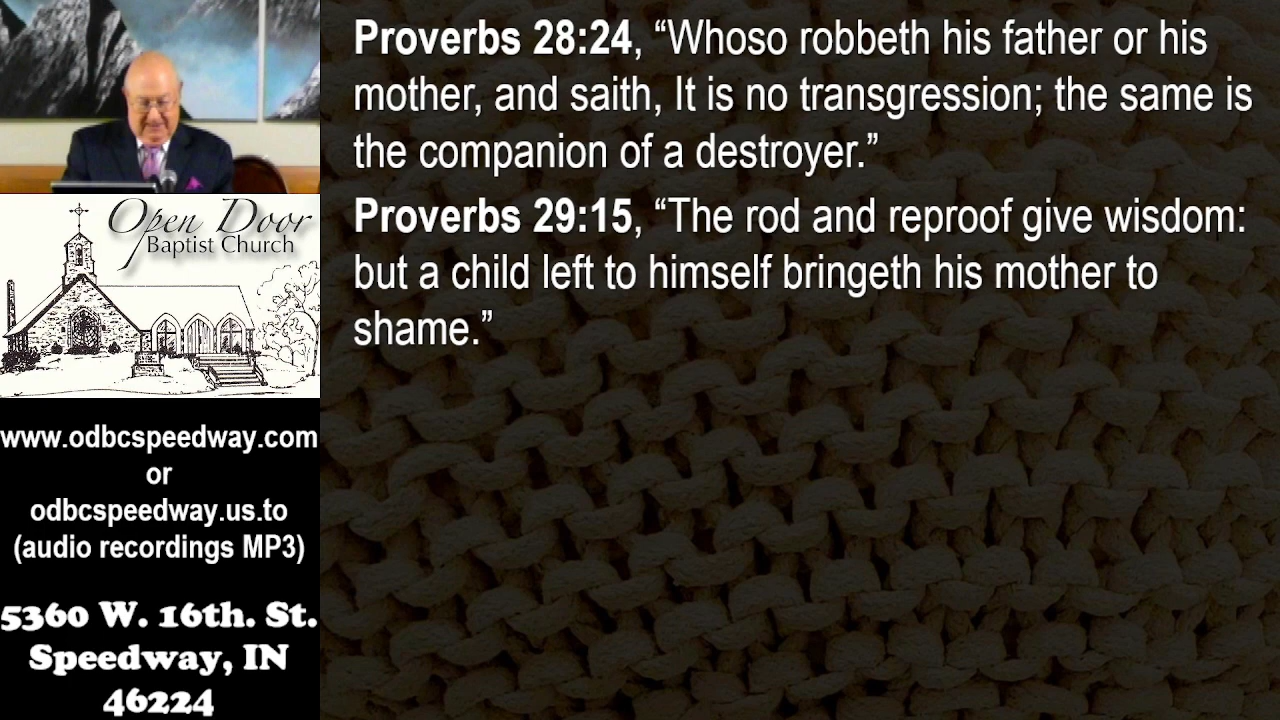 Proverbs 28:24, “Whoso robbeth his father or his
mother, and saith, It is no transgression; the same is
the companion of a destroyer.”
Proverbs 29:15, “The rod and reproof give wisdom:
but a child left to himself bringeth his mother to
shame.”
Open Door
Baptist Church
www.odbcspeedway.com
or
odbcspeedway.us.to
(audio recordings MP3)
5360 W. 16th. St.
Speedway, IN
46224